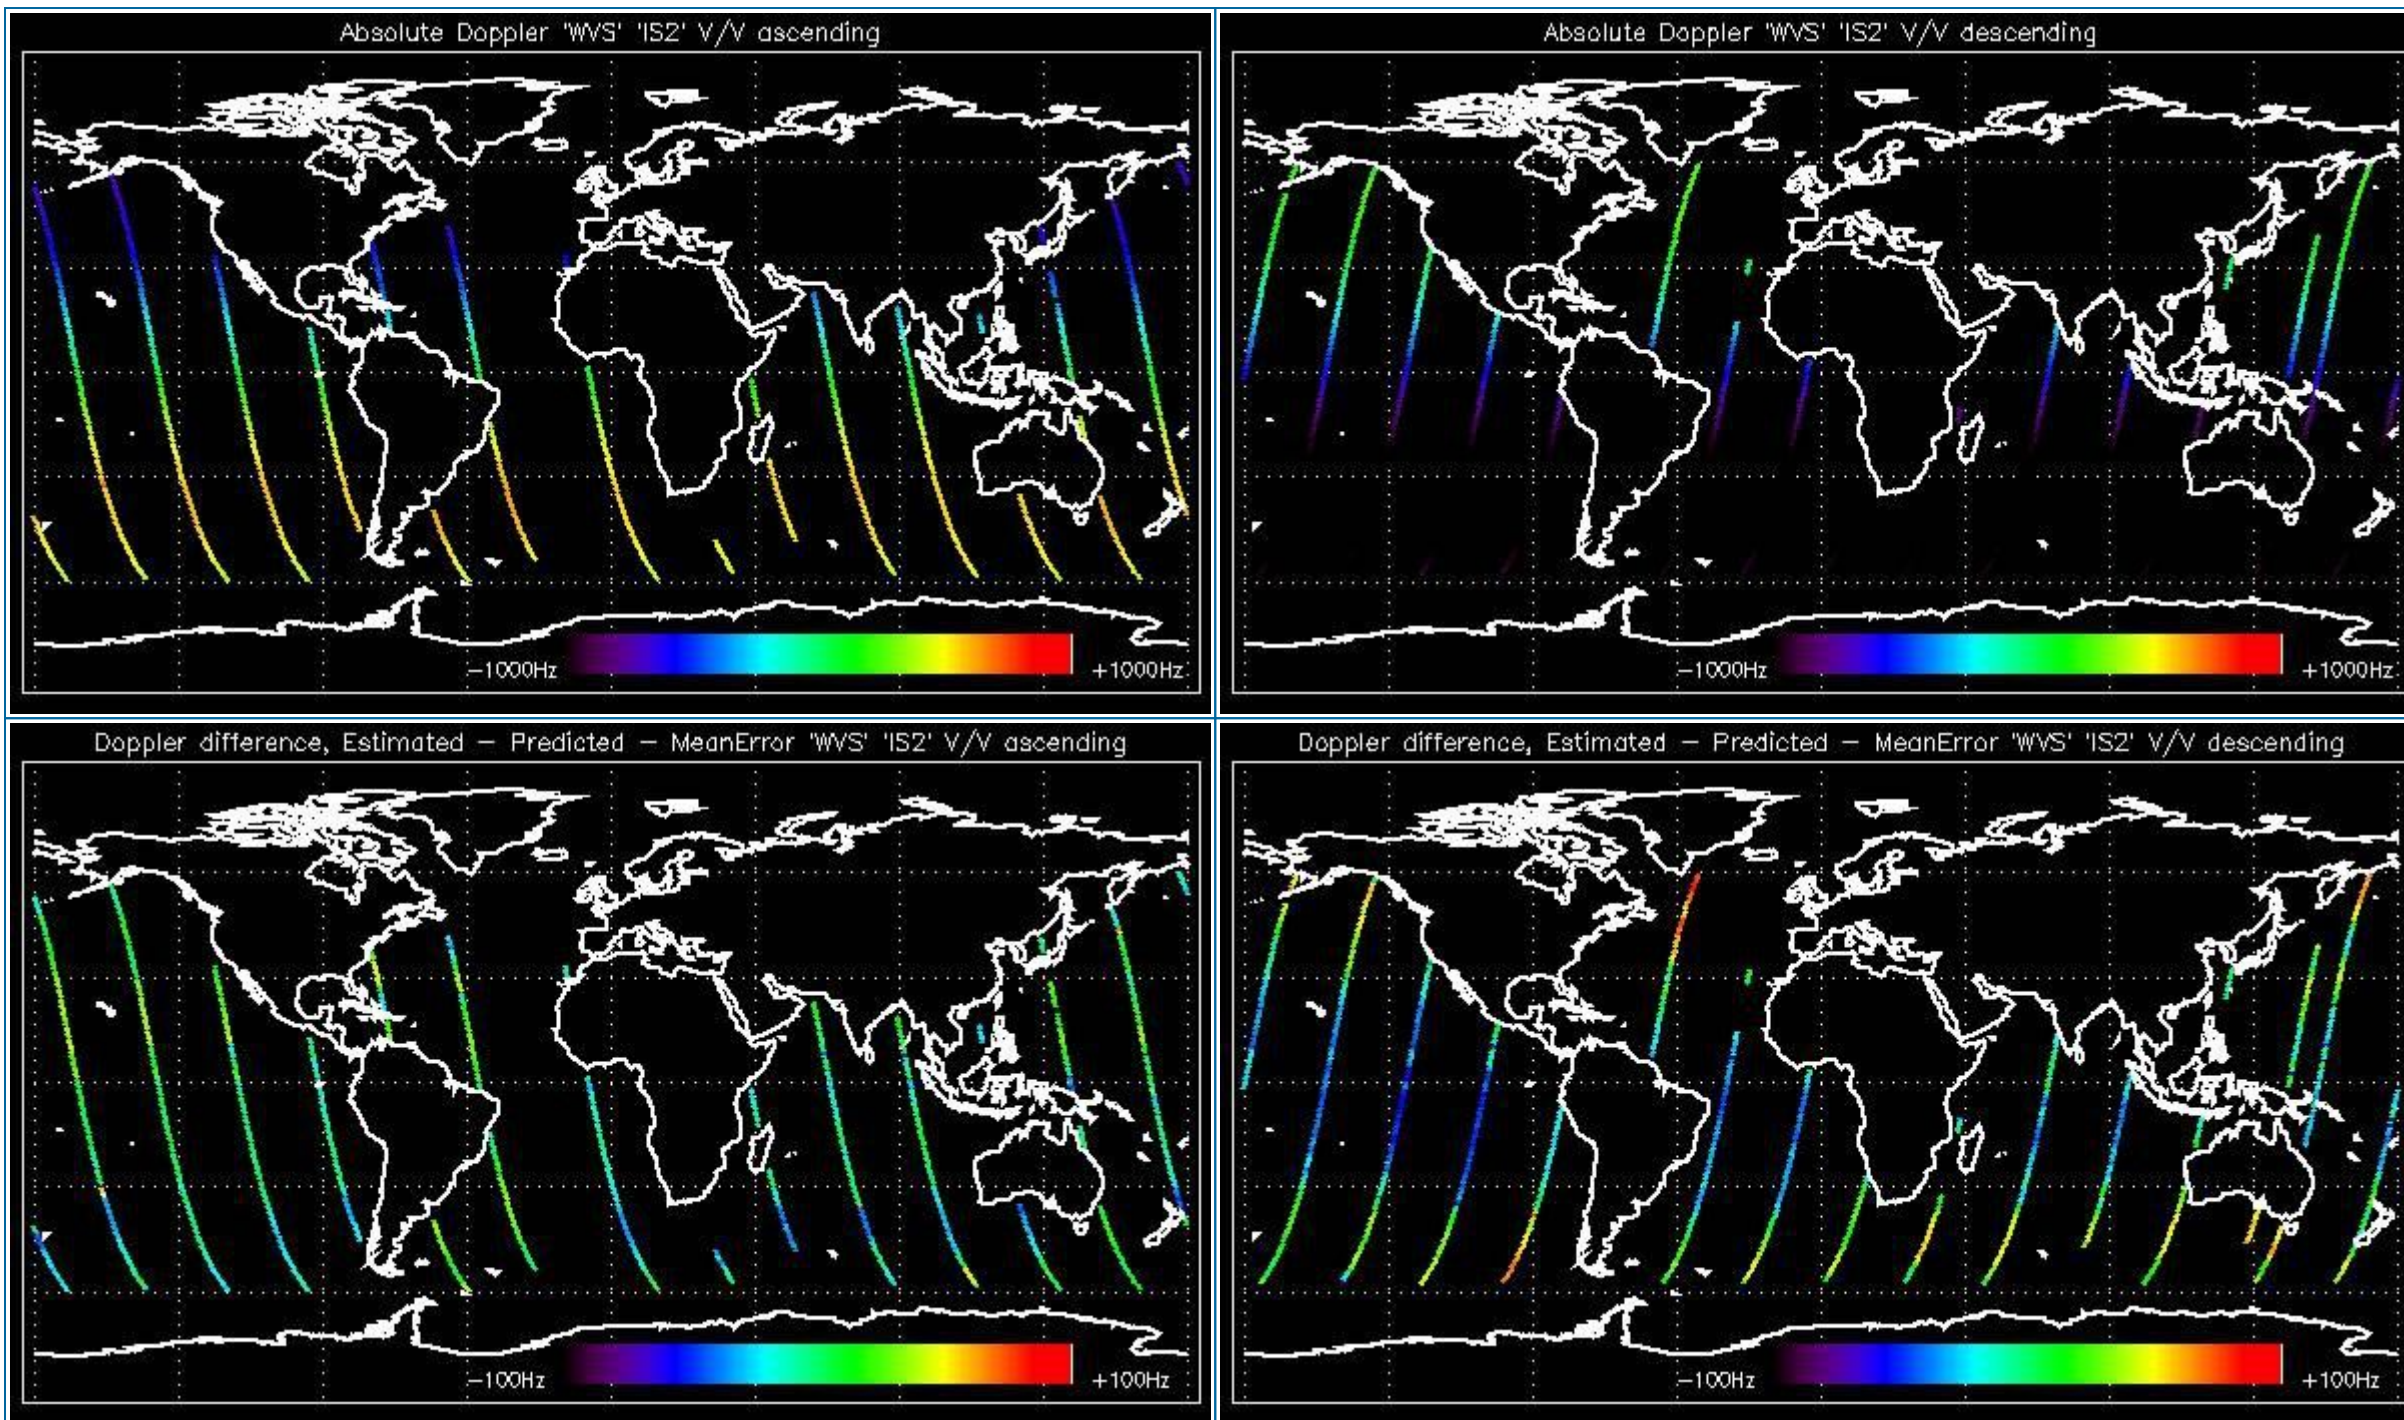 Absolute Doppler 'WVS' 'IS2' V/V ascending
-1000Hz
+1000Hz
Absolute Doppler 'WVS' 'IS2' V/V descending
-1000Hz
+1000Hz
Doppler difference, Estimated - Predicted - MeanError 'WVS' 'IS2' V/V ascending
-100Hz
+100Hz
Doppler difference, Estimated - Predicted - MeanError 'WVS' 'IS2' V/V descending
-100Hz
+100Hz